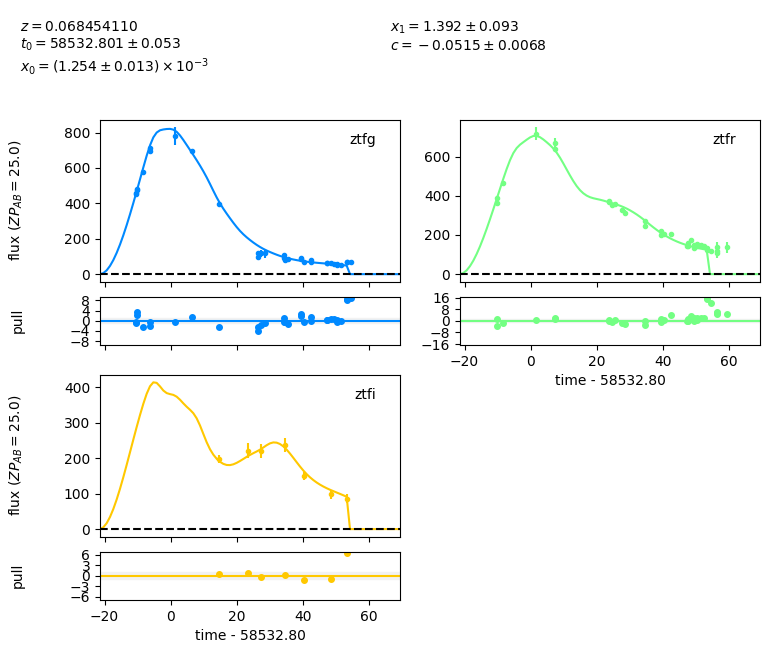 z = 0.068454110
t₀ = 58532.801 ± 0.053
x₀ = (1.254 ± 0.013) × 10⁻³
x₁ = 1.392 ± 0.093
c = −0.0515 ± 0.0068
ztfg
flux (ZP_AB = 25.0)
800
600
400
200
0
pull
8
4
0
−4
−8
ztfr
600
400
200
0
16
8
0
−8
−16
−20 0 20 40 60
time - 58532.80
ztfi
flux (ZP_AB = 25.0)
400
300
200
100
0
pull
6
3
0
−3
−6
−20 0 20 40 60
time - 58532.80